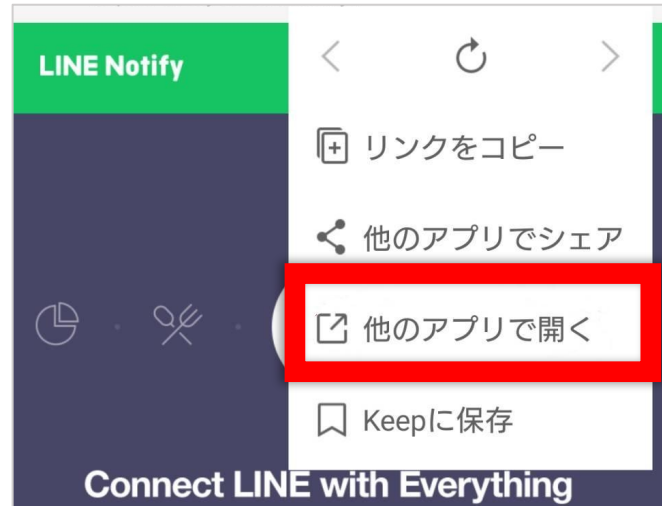 LINE Notify
リンクをコピー
他のアプリでシェア
他のアプリで開く
Keepに保存
Connect LINE with Everything